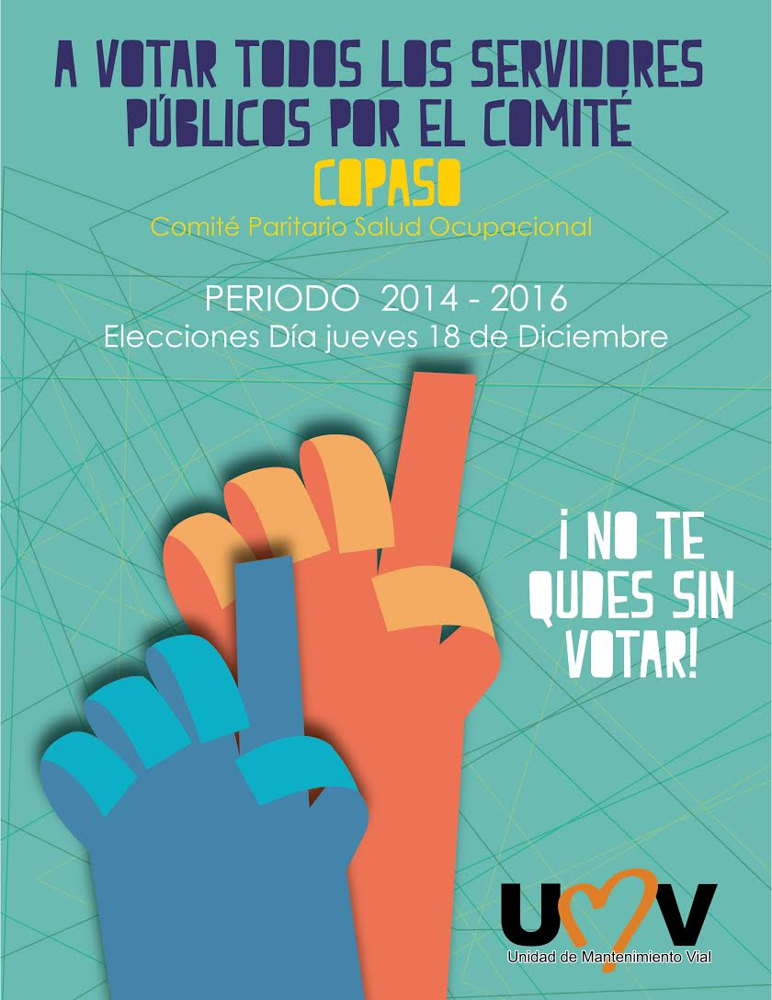 A VOTAR TODOS LOS SERVIDORES
PÚBLICOS POR EL COMITÉ
COPASO
Comité Paritario Salud Ocupacional
PERIODO 2014 - 2016
Elecciones Día jueves 18 de Diciembre
¡ NO TE
QUDES SIN
VOTAR!
UMV
Unidad de Mantenimiento Vial